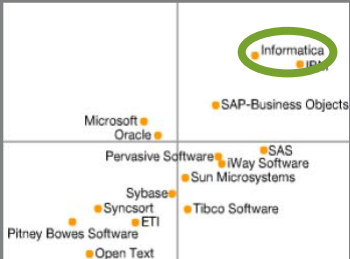 Informatica
IBM
SAP-Business Objects
Microsoft
Oracle
SAS
Pervasive Software
iWay Software
Sun Microsystems
Sybase
Syncsort
Tibco Software
ETI
Pitney Bowes Software
Open Text